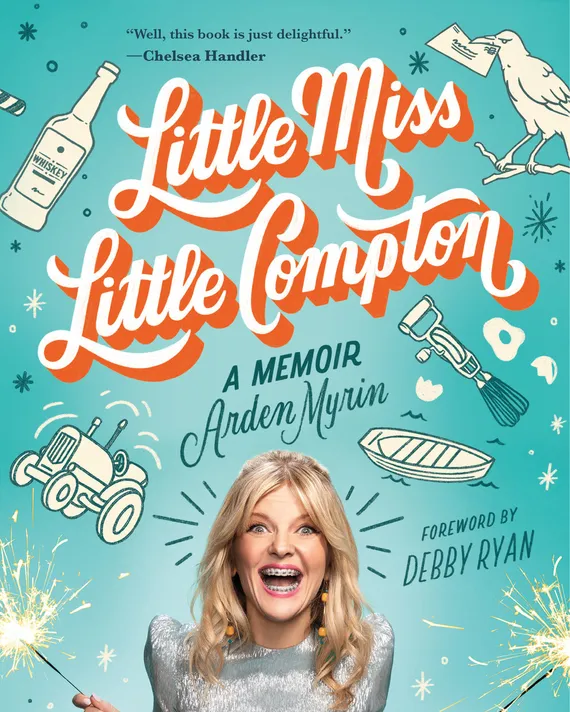 “Well, this book is just delightful.”
—Chelsea Handler
Little Miss
Little Compton
WHISKEY
A MEMOIR
Arden Myrin
FOREWORD BY
DEBBY RYAN